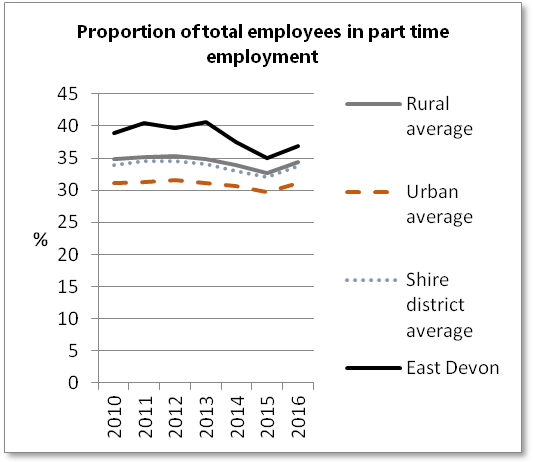 Proportion of total employees in part time
employment
45
40
35
30
25
20
15
10
5
0
%
2010
2011
2012
2013
2014
2015
2016
Rural
average
Urban
average
Shire
district
average
East Devon